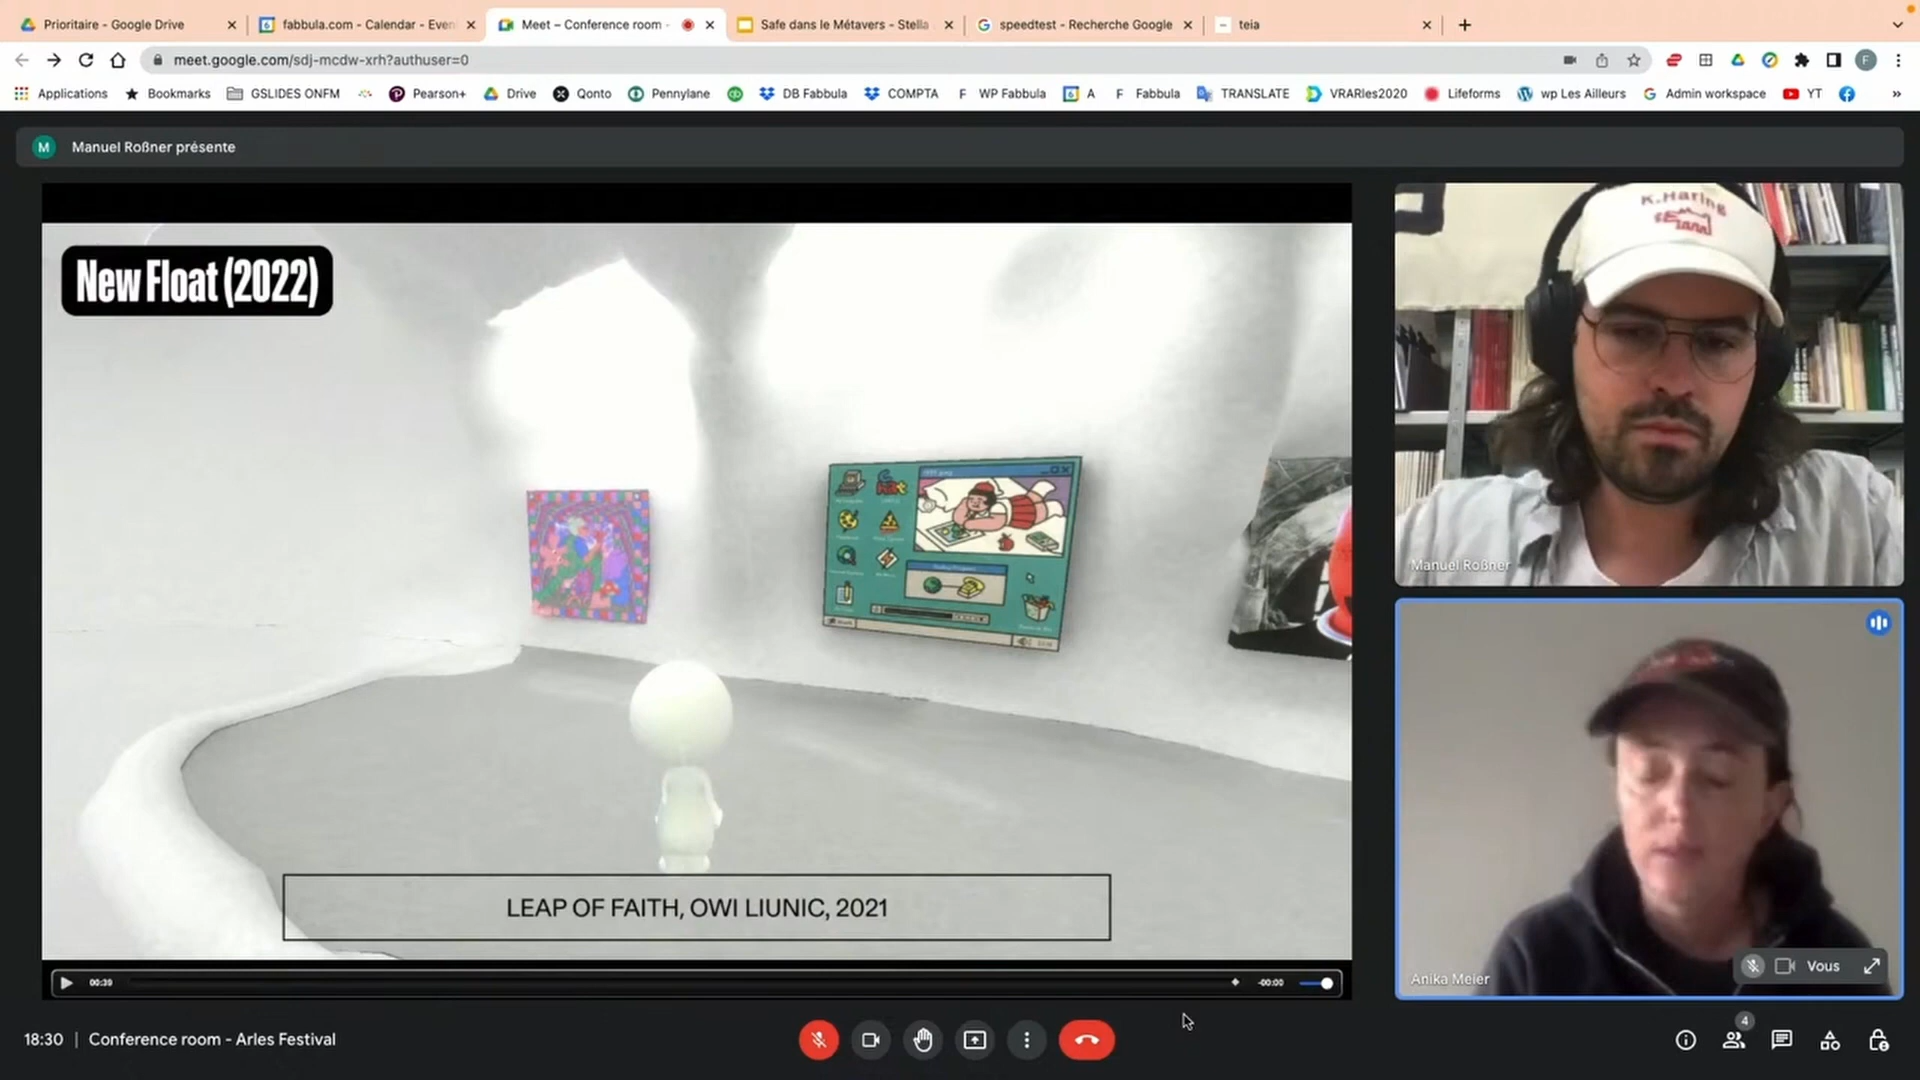 Prioritaire - Google Drive
fabbula.com - Calendar - Even
Meet – Conference room -
Safe dans le Métavers - Stella
speedtest - Recherche Google
teia
meet.google.com/sdj-mcdw-xrh?authuser=0
F
Applications
Bookmarks
GSLIDES ONFM
Pearson+
Drive
Qonto
Pennylane
DB Fabbula
COMPTA
F WP Fabbula
A
F Fabbula
TRANSLATE
VRARles2020
Lifeforms
wp Les Ailleurs
Admin workspace
YT
»
M Manuel Roßner présente
New Float (2022)
K.Haring
LEAP OF FAITH, OWI LIUNIC, 2021
Manuel Roßner
Anika Meier
Vous
00:39
-00:00
18:30 | Conference room - Arles Festival
4